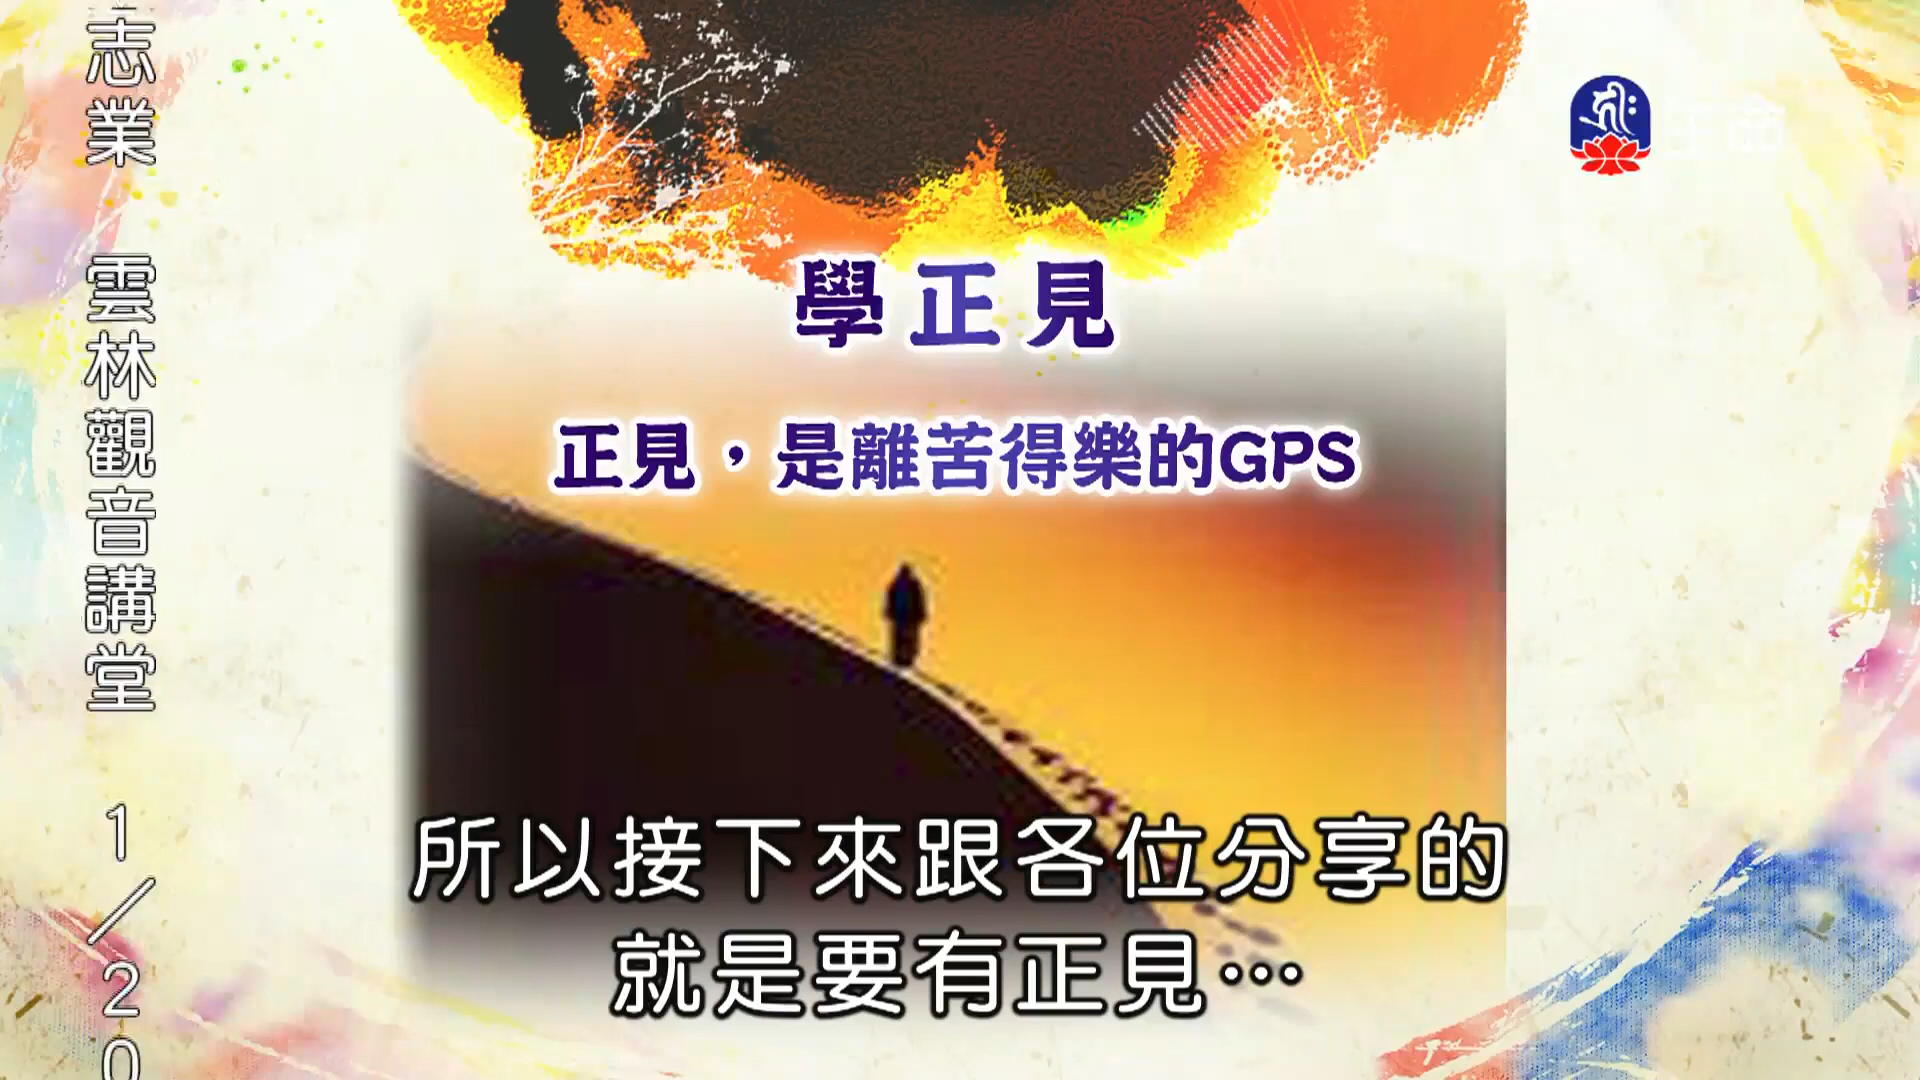 志業 雲林觀音講堂 1/20
學正見
正見，是離苦得樂的GPS
所以接下來跟各位分享的
就是要有正見…